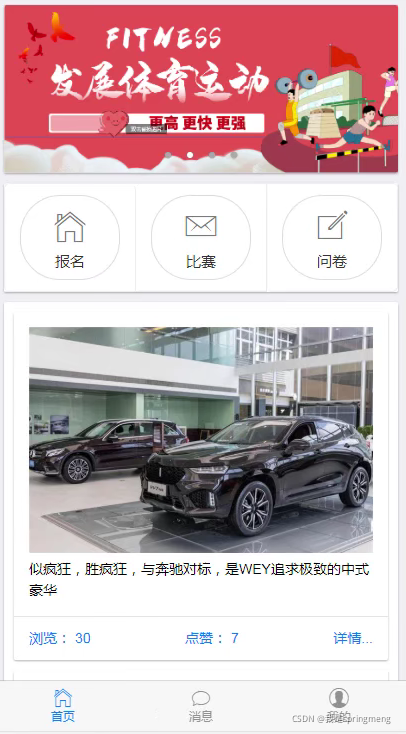 FITNESS
发展体育运动
更高 更快 更强
报名
比赛
问卷
似疯狂，胜疯狂，与奔驰对标，是WEY追求极致的中式
豪华
浏览： 30
点赞： 7
详情...
首页
消息
我的